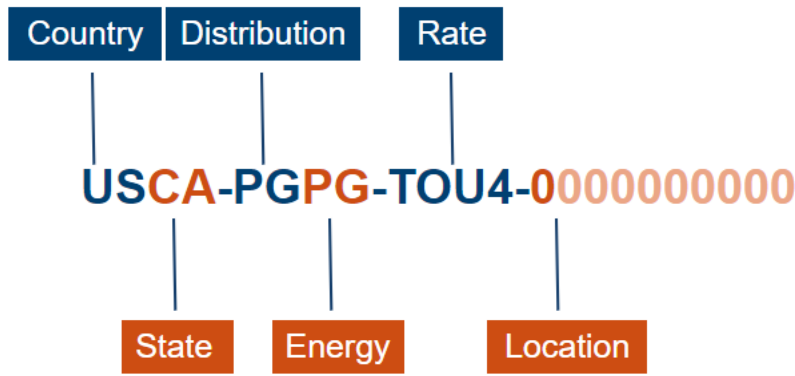 Country Distribution Rate
USCA-PGPG-TOU4-0000000000
State Energy Location